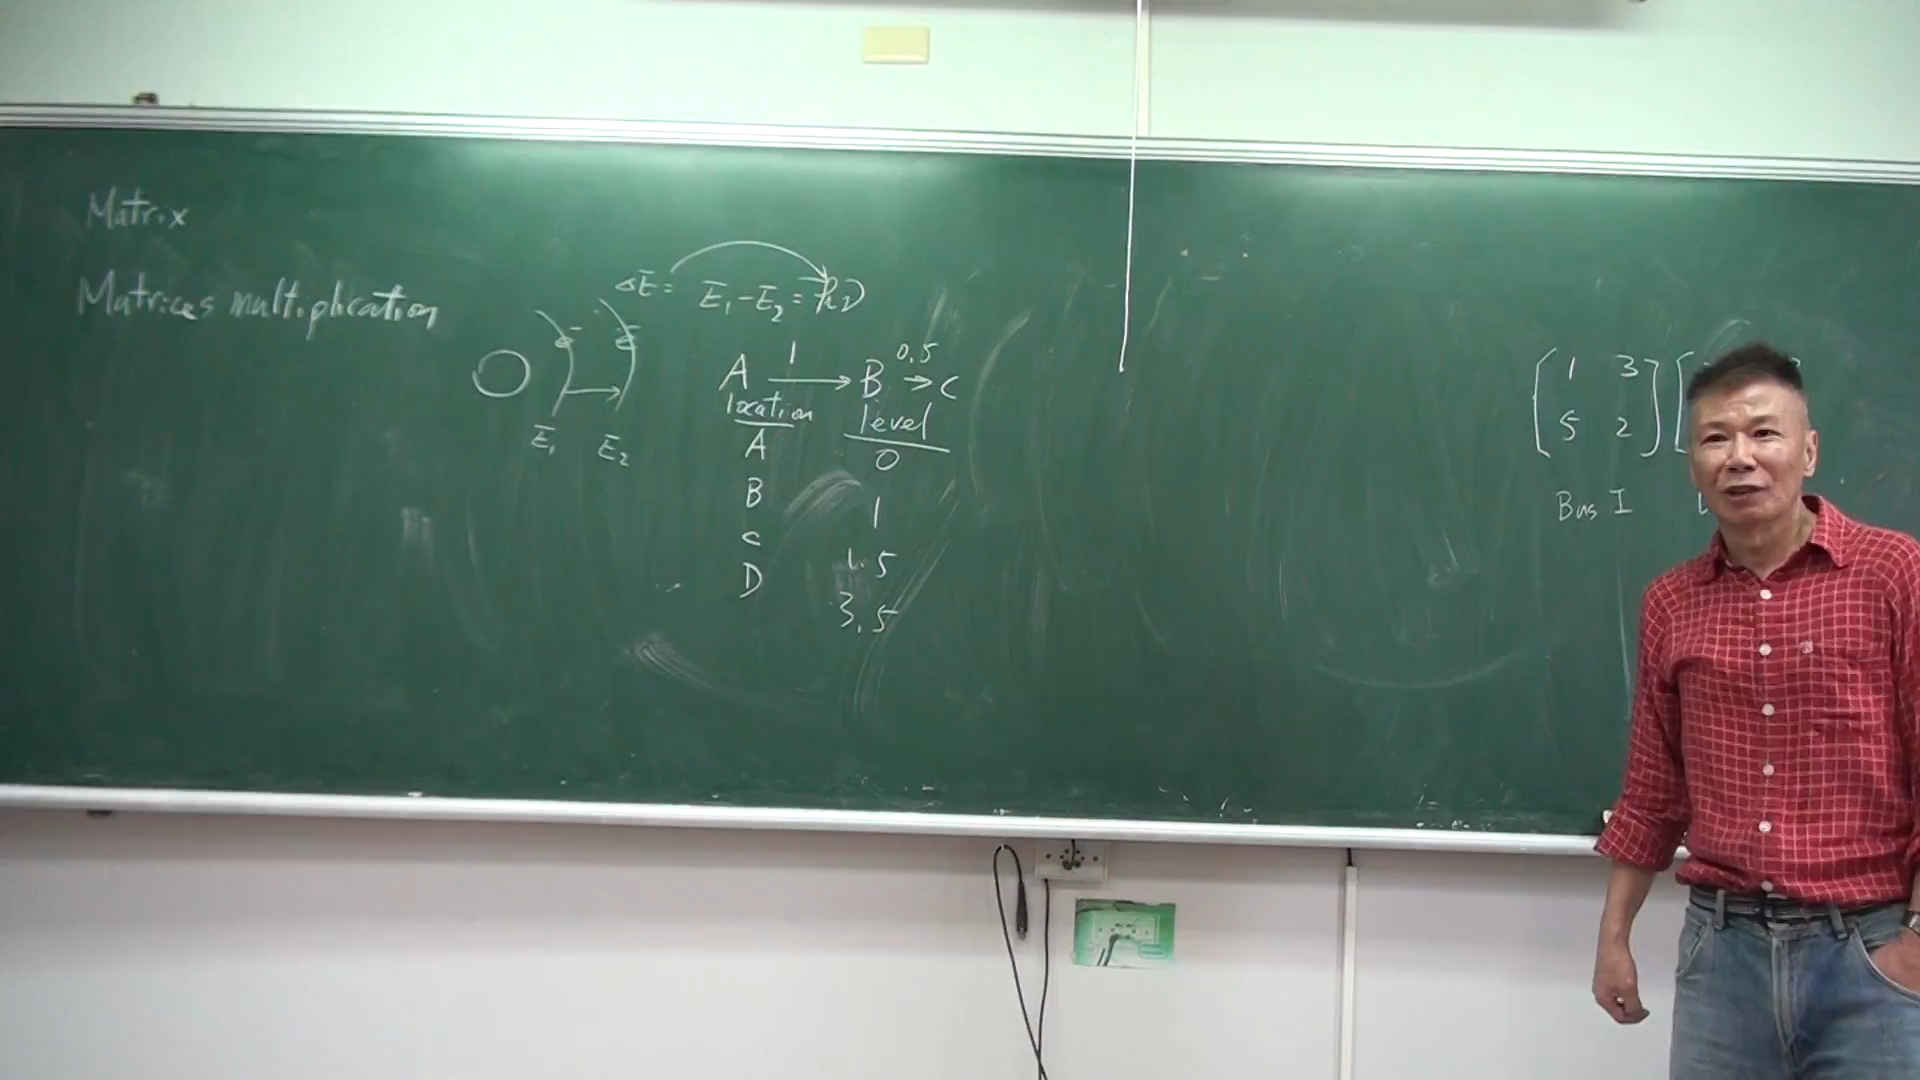 Matrix
Matrices multiplication
ΔE = E₁-E₂=hν
E₁ E₂
A 1 → B 0.5 → C
location level
A 0
B 1
C 1.5
D 3.5
1 3
5 2
Bus I